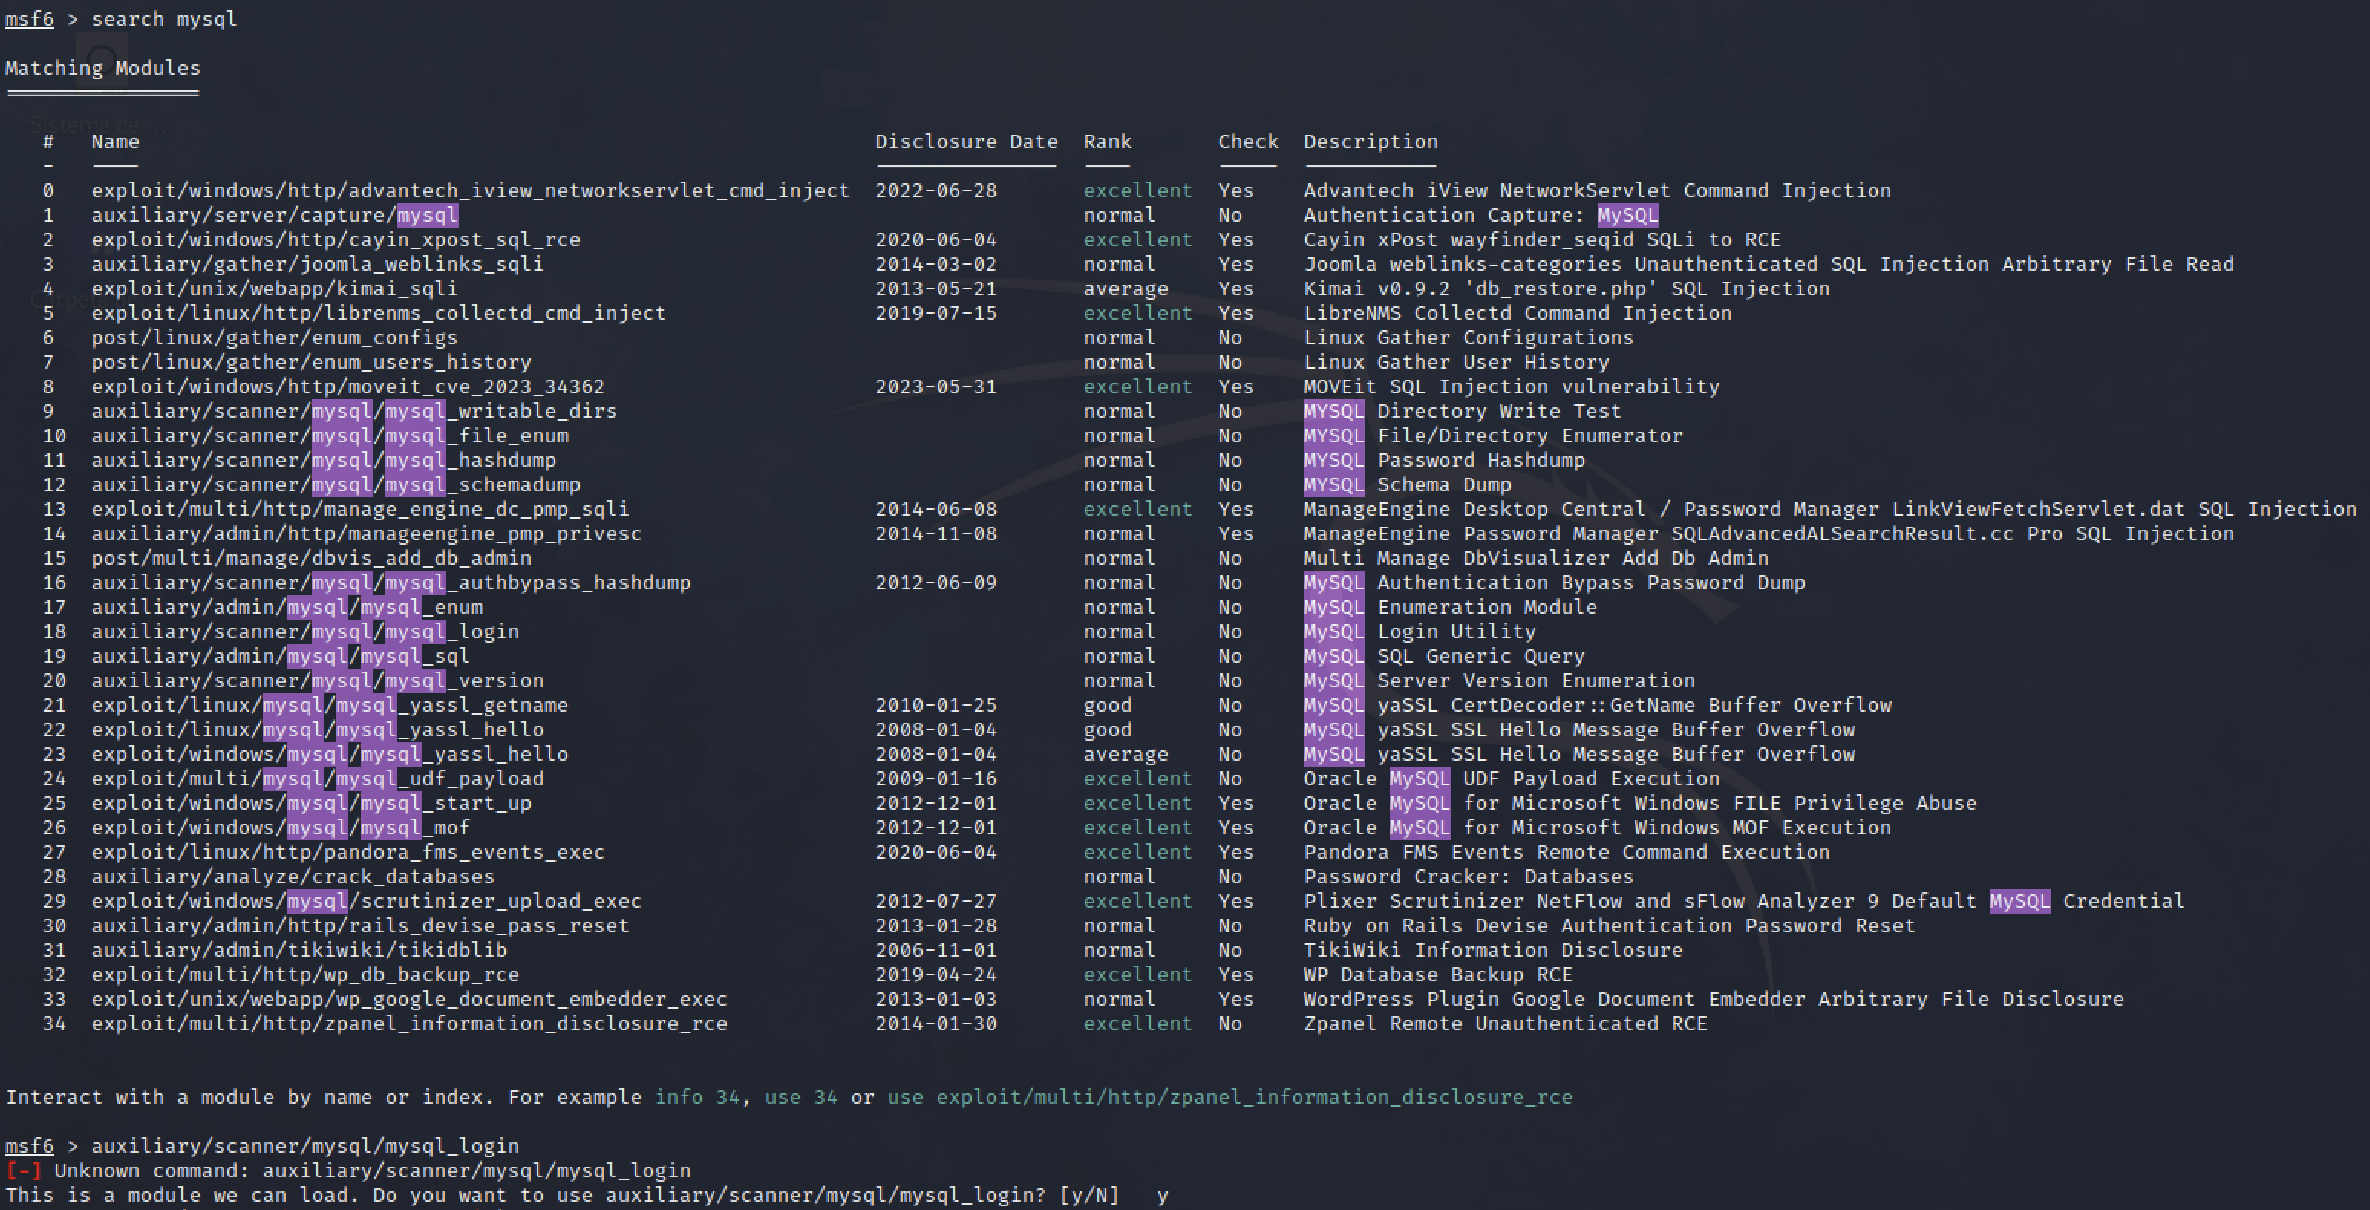 msf6 > search mysql
Matching Modules
Sistema de ...
# Name Disclosure Date Rank Check Description
- ---- --------------- ---- ----- -----------
0 exploit/windows/http/advantech_iview_networkservlet_cmd_inject 2022-06-28 excellent Yes Advantech iView NetworkServlet Command Injection
1 auxiliary/server/capture/mysql normal No Authentication Capture: MySQL
2 exploit/windows/http/cayin_xpost_sql_rce 2020-06-04 excellent Yes Cayin xPost wayfinder_seqid SQLi to RCE
3 auxiliary/gather/joomla_weblinks_sqli 2014-03-02 normal Yes Joomla weblinks-categories Unauthenticated SQL Injection Arbitrary File Read
4 exploit/unix/webapp/kimai_sqli 2013-05-21 average Yes Kimai v0.9.2 'db_restore.php' SQL Injection
5 exploit/linux/http/librenms_collectd_cmd_inject 2019-07-15 excellent Yes LibreNMS Collectd Command Injection
6 post/linux/gather/enum_configs normal No Linux Gather Configurations
7 post/linux/gather/enum_users_history normal No Linux Gather User History
8 exploit/windows/http/moveit_cve_2023_34362 2023-05-31 excellent Yes MOVEit SQL Injection vulnerability
9 auxiliary/scanner/mysql/mysql_writable_dirs normal No MYSQL Directory Write Test
10 auxiliary/scanner/mysql/mysql_file_enum normal No MYSQL File/Directory Enumerator
11 auxiliary/scanner/mysql/mysql_hashdump normal No MYSQL Password Hashdump
12 auxiliary/scanner/mysql/mysql_schemadump normal No MYSQL Schema Dump
13 exploit/multi/http/manage_engine_dc_pmp_sqli 2014-06-08 excellent Yes ManageEngine Desktop Central / Password Manager LinkViewFetchServlet.dat SQL Injection
14 auxiliary/admin/http/manageengine_pmp_privesc 2014-11-08 normal Yes ManageEngine Password Manager SQLAdvancedALSearchResult.cc Pro SQL Injection
15 post/multi/manage/dbvis_add_db_admin normal No Multi Manage DbVisualizer Add Db Admin
16 auxiliary/scanner/mysql/mysql_authbypass_hashdump 2012-06-09 normal No MySQL Authentication Bypass Password Dump
17 auxiliary/admin/mysql/mysql_enum normal No MySQL Enumeration Module
18 auxiliary/scanner/mysql/mysql_login normal No MySQL Login Utility
19 auxiliary/admin/mysql/mysql_sql normal No MySQL SQL Generic Query
20 auxiliary/scanner/mysql/mysql_version normal No MySQL Server Version Enumeration
21 exploit/linux/mysql/mysql_yassl_getname 2010-01-25 good No MySQL yaSSL CertDecoder::GetName Buffer Overflow
22 exploit/linux/mysql/mysql_yassl_hello 2008-01-04 good No MySQL yaSSL SSL Hello Message Buffer Overflow
23 exploit/windows/mysql/mysql_yassl_hello 2008-01-04 average No MySQL yaSSL SSL Hello Message Buffer Overflow
24 exploit/multi/mysql/mysql_udf_payload 2009-01-16 excellent No Oracle MySQL UDF Payload Execution
25 exploit/windows/mysql/mysql_start_up 2012-12-01 excellent Yes Oracle MySQL for Microsoft Windows FILE Privilege Abuse
26 exploit/windows/mysql/mysql_mof 2012-12-01 excellent Yes Oracle MySQL for Microsoft Windows MOF Execution
27 exploit/linux/http/pandora_fms_events_exec 2020-06-04 excellent Yes Pandora FMS Events Remote Command Execution
28 auxiliary/analyze/crack_databases normal No Password Cracker: Databases
29 exploit/windows/mysql/scrutinizer_upload_exec 2012-07-27 excellent Yes Plixer Scrutinizer NetFlow and sFlow Analyzer 9 Default MySQL Credential
30 auxiliary/admin/http/rails_devise_pass_reset 2013-01-28 normal No Ruby on Rails Devise Authentication Password Reset
31 auxiliary/admin/tikiwiki/tikidblib 2006-11-01 normal No TikiWiki Information Disclosure
32 exploit/multi/http/wp_db_backup_rce 2019-04-24 excellent Yes WP Database Backup RCE
33 exploit/unix/webapp/wp_google_document_embedder_exec 2013-01-03 normal Yes WordPress Plugin Google Document Embedder Arbitrary File Disclosure
34 exploit/multi/http/zpanel_information_disclosure_rce 2014-01-30 excellent No Zpanel Remote Unauthenticated RCE
Interact with a module by name or index. For example info 34, use 34 or use exploit/multi/http/zpanel_information_disclosure_rce
msf6 > auxiliary/scanner/mysql/mysql_login
[-] Unknown command: auxiliary/scanner/mysql/mysql_login
This is a module we can load. Do you want to use auxiliary/scanner/mysql/mysql_login? [y/N] y